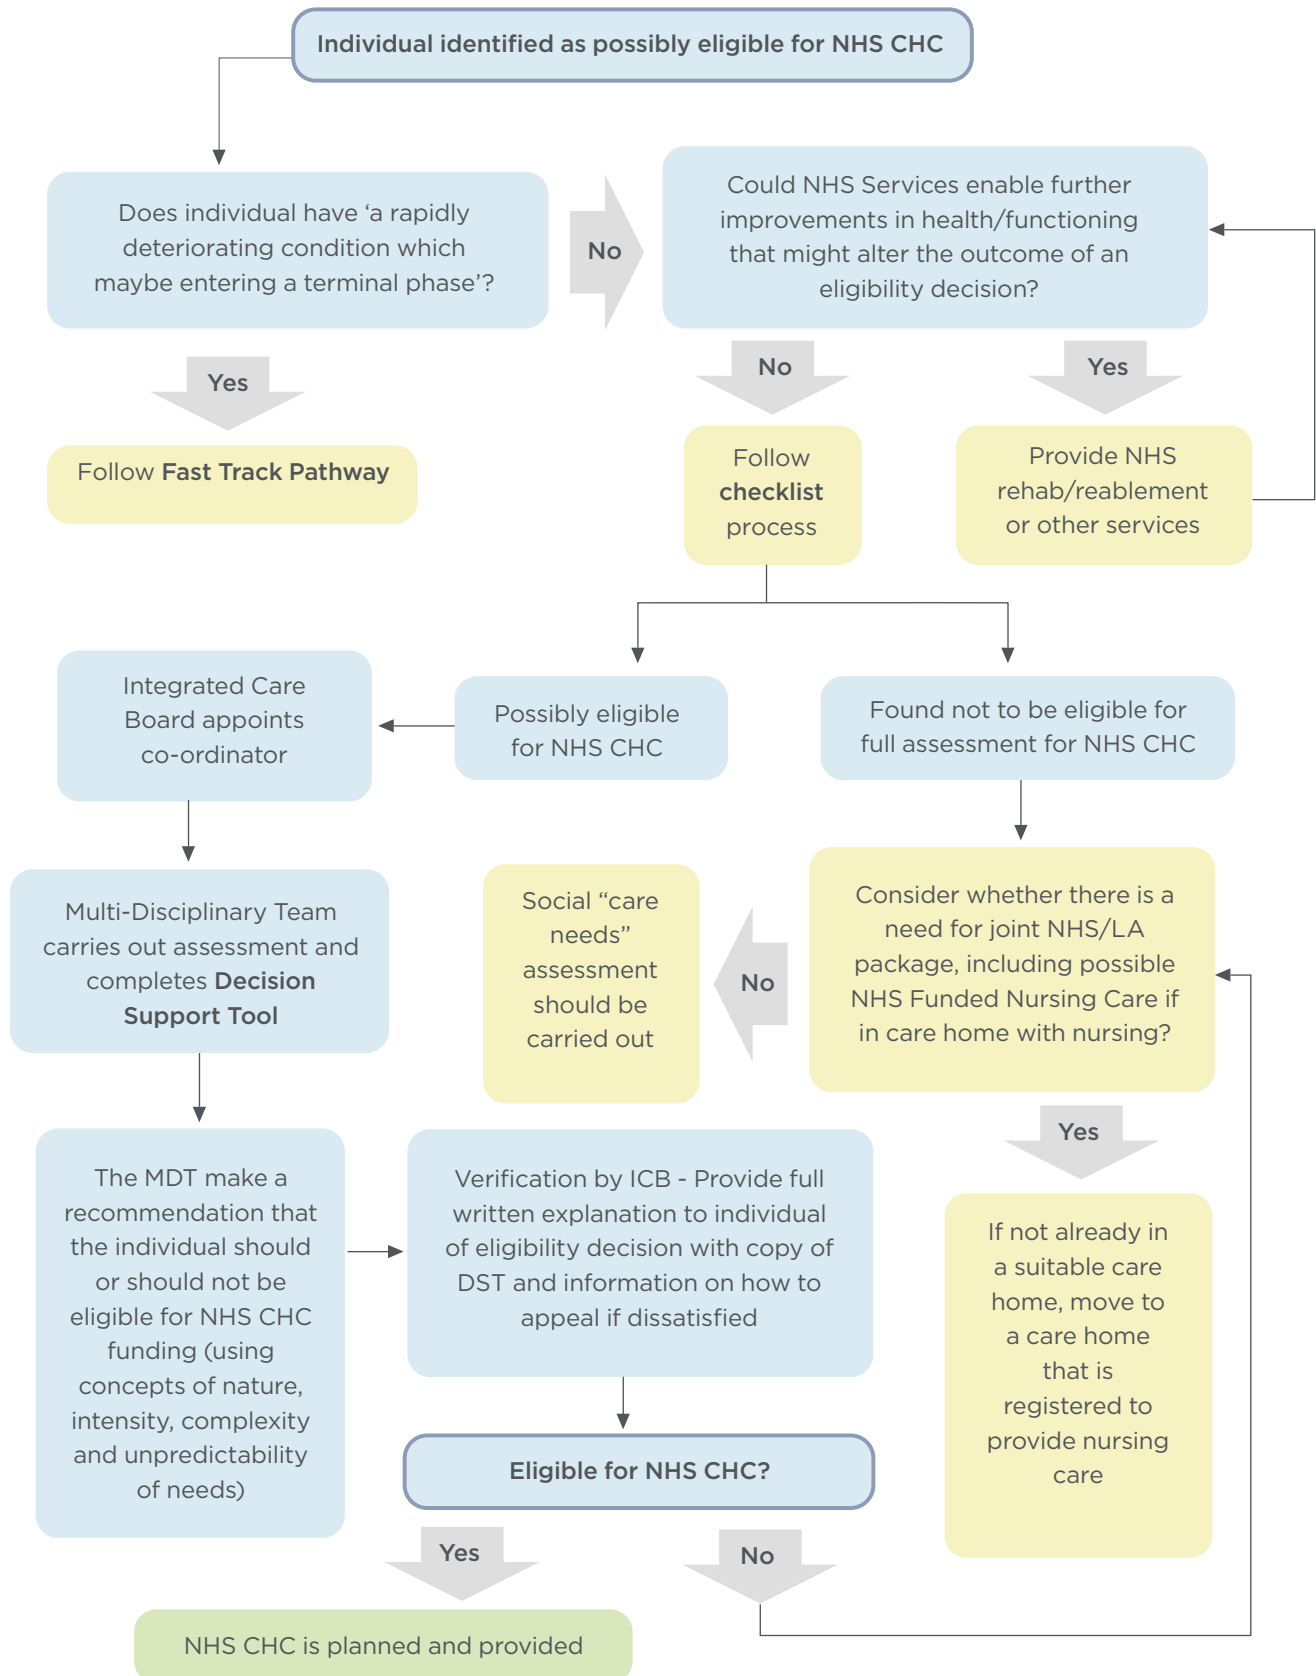 Individual identified as possibly eligible for NHS CHC
Does individual have ‘a rapidly
deteriorating condition which
maybe entering a terminal phase’?
No
Could NHS Services enable further
improvements in health/functioning
that might alter the outcome of an
eligibility decision?
Yes
No
Yes
Follow Fast Track Pathway
Follow
checklist
process
Provide NHS
rehab/reablement
or other services
Integrated Care
Board appoints
co-ordinator
Possibly eligible
for NHS CHC
Found not to be eligible for
full assessment for NHS CHC
Multi-Disciplinary Team
carries out assessment and
completes Decision
Support Tool
Social “care
needs”
assessment
should be
carried out
No
Consider whether there is a
need for joint NHS/LA
package, including possible
NHS Funded Nursing Care if
in care home with nursing?
Yes
The MDT make a
recommendation that
the individual should
or should not be
eligible for NHS CHC
funding (using
concepts of nature,
intensity, complexity
and unpredictability
of needs)
Verification by ICB - Provide full
written explanation to individual
of eligibility decision with copy of
DST and information on how to
appeal if dissatisfied
If not already in
a suitable care
home, move to
a care home
that is
registered to
provide nursing
care
Eligible for NHS CHC?
Yes
No
NHS CHC is planned and provided